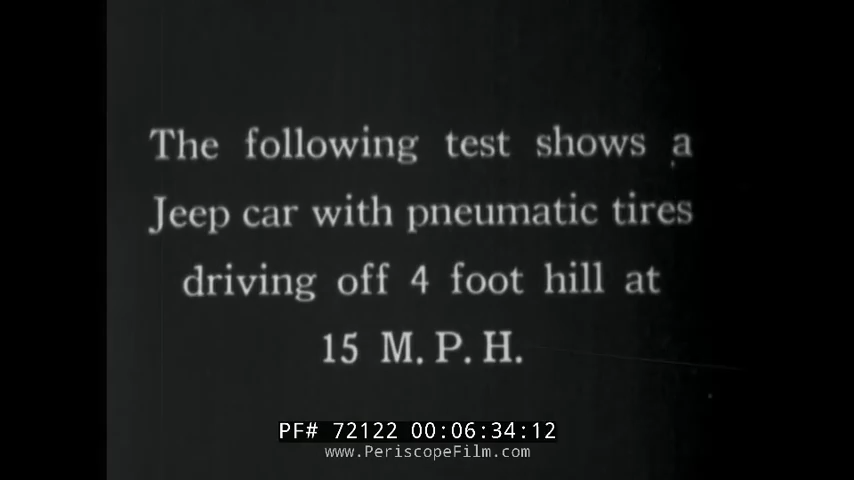 The following test shows a
Jeep car with pneumatic tires
driving off 4 foot hill at
15 M. P. H.
PF# 72122 00:06:34:12
www.PeriscopeFilm.com